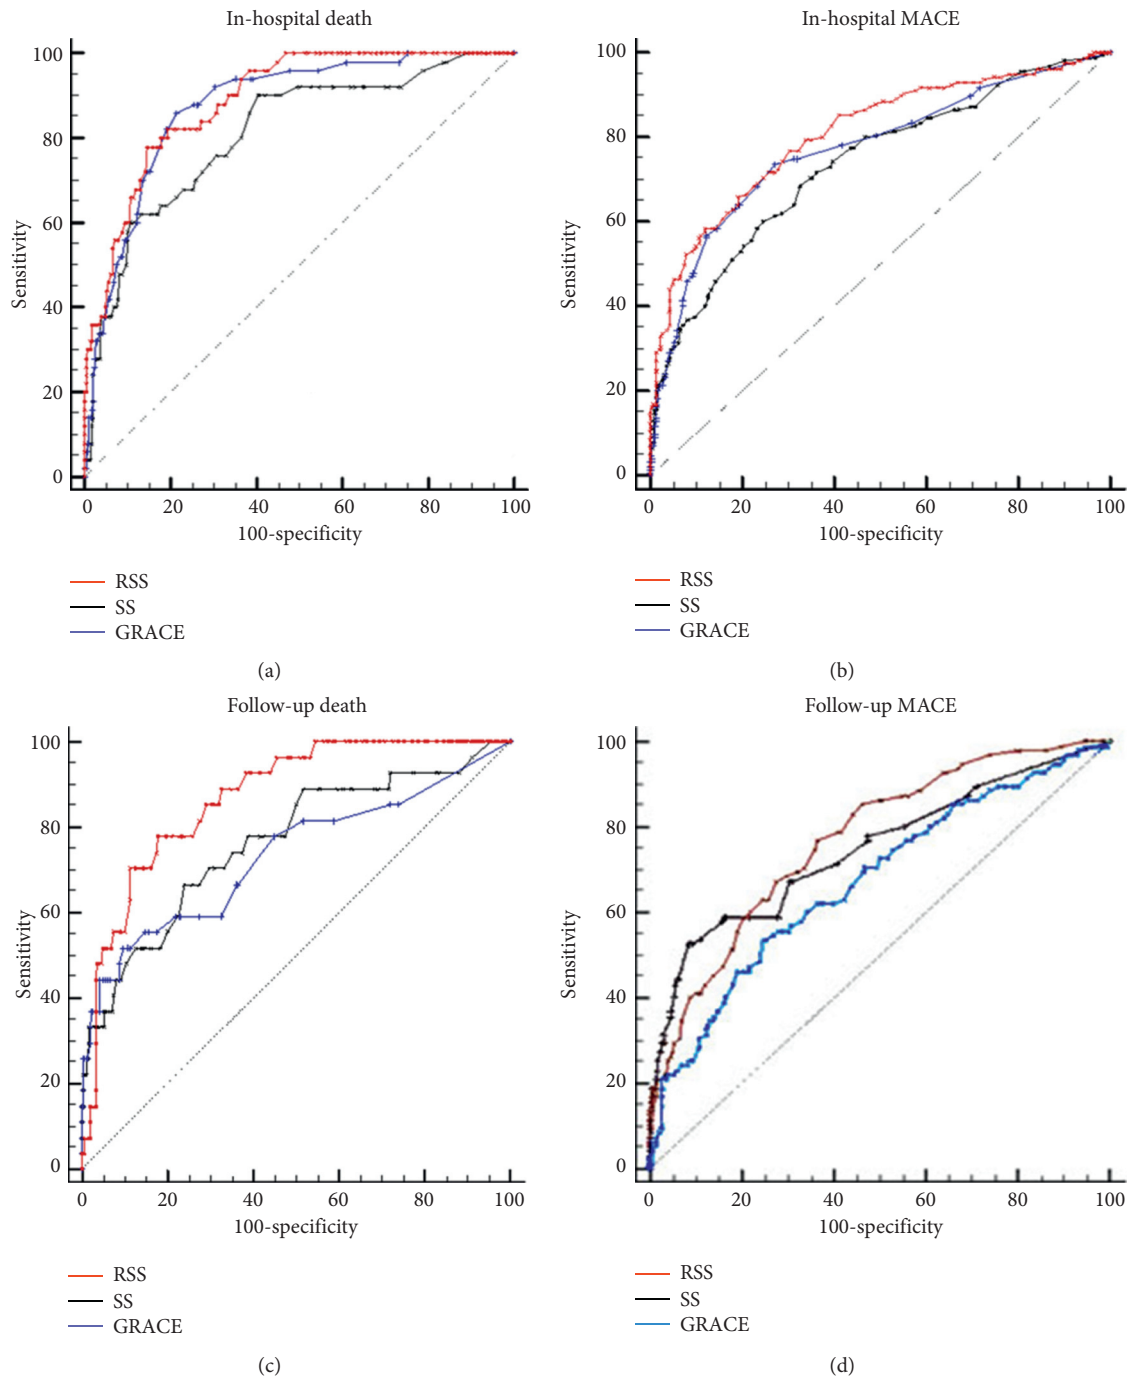 In-hospital death
100
80
60
40
20
0
Sensitivity
0 20 40 60 80 100
100-specificity
RSS
SS
GRACE
(a)
In-hospital MACE
100
80
60
40
20
0
Sensitivity
0 20 40 60 80 100
100-specificity
RSS
SS
GRACE
(b)
Follow-up death
100
80
60
40
20
0
Sensitivity
0 20 40 60 80 100
100-specificity
RSS
SS
GRACE
(c)
Follow-up MACE
100
80
60
40
20
0
Sensitivity
0 20 40 60 80 100
100-specificity
RSS
SS
GRACE
(d)